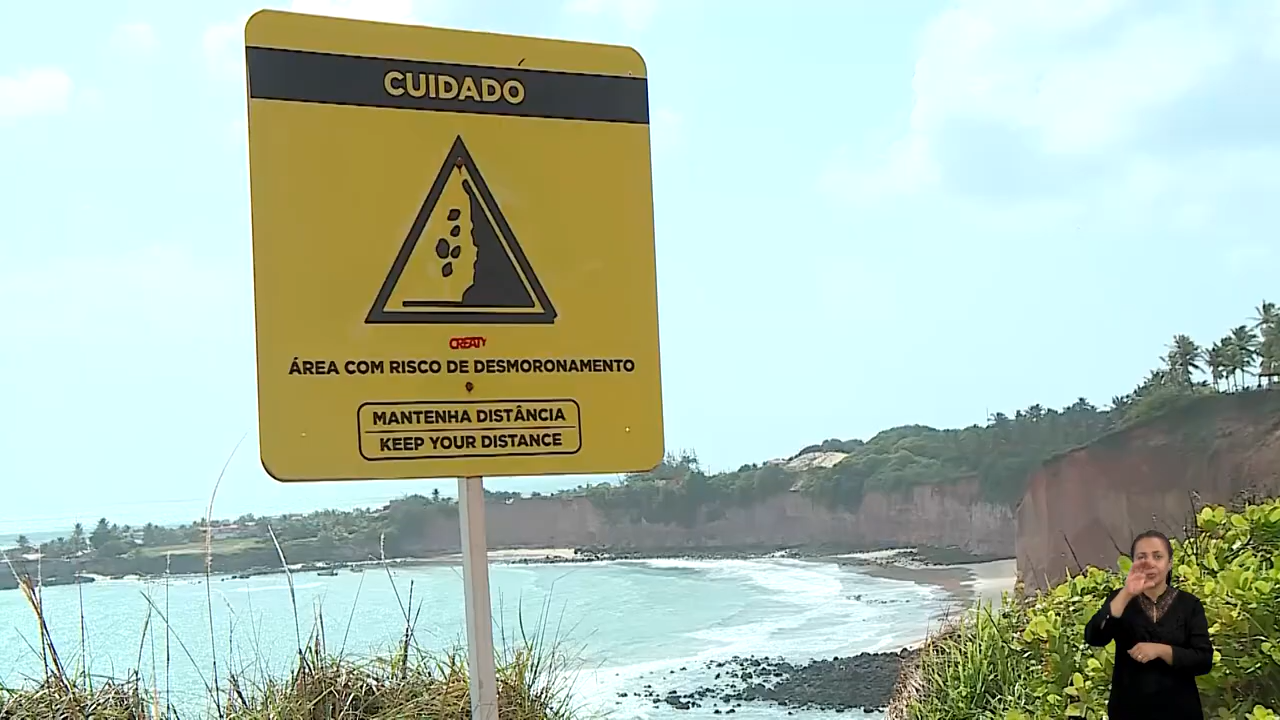 CUIDADO
CREATY
ÁREA COM RISCO DE DESMORONAMENTO
MANTENHA DISTÂNCIA
KEEP YOUR DISTANCE